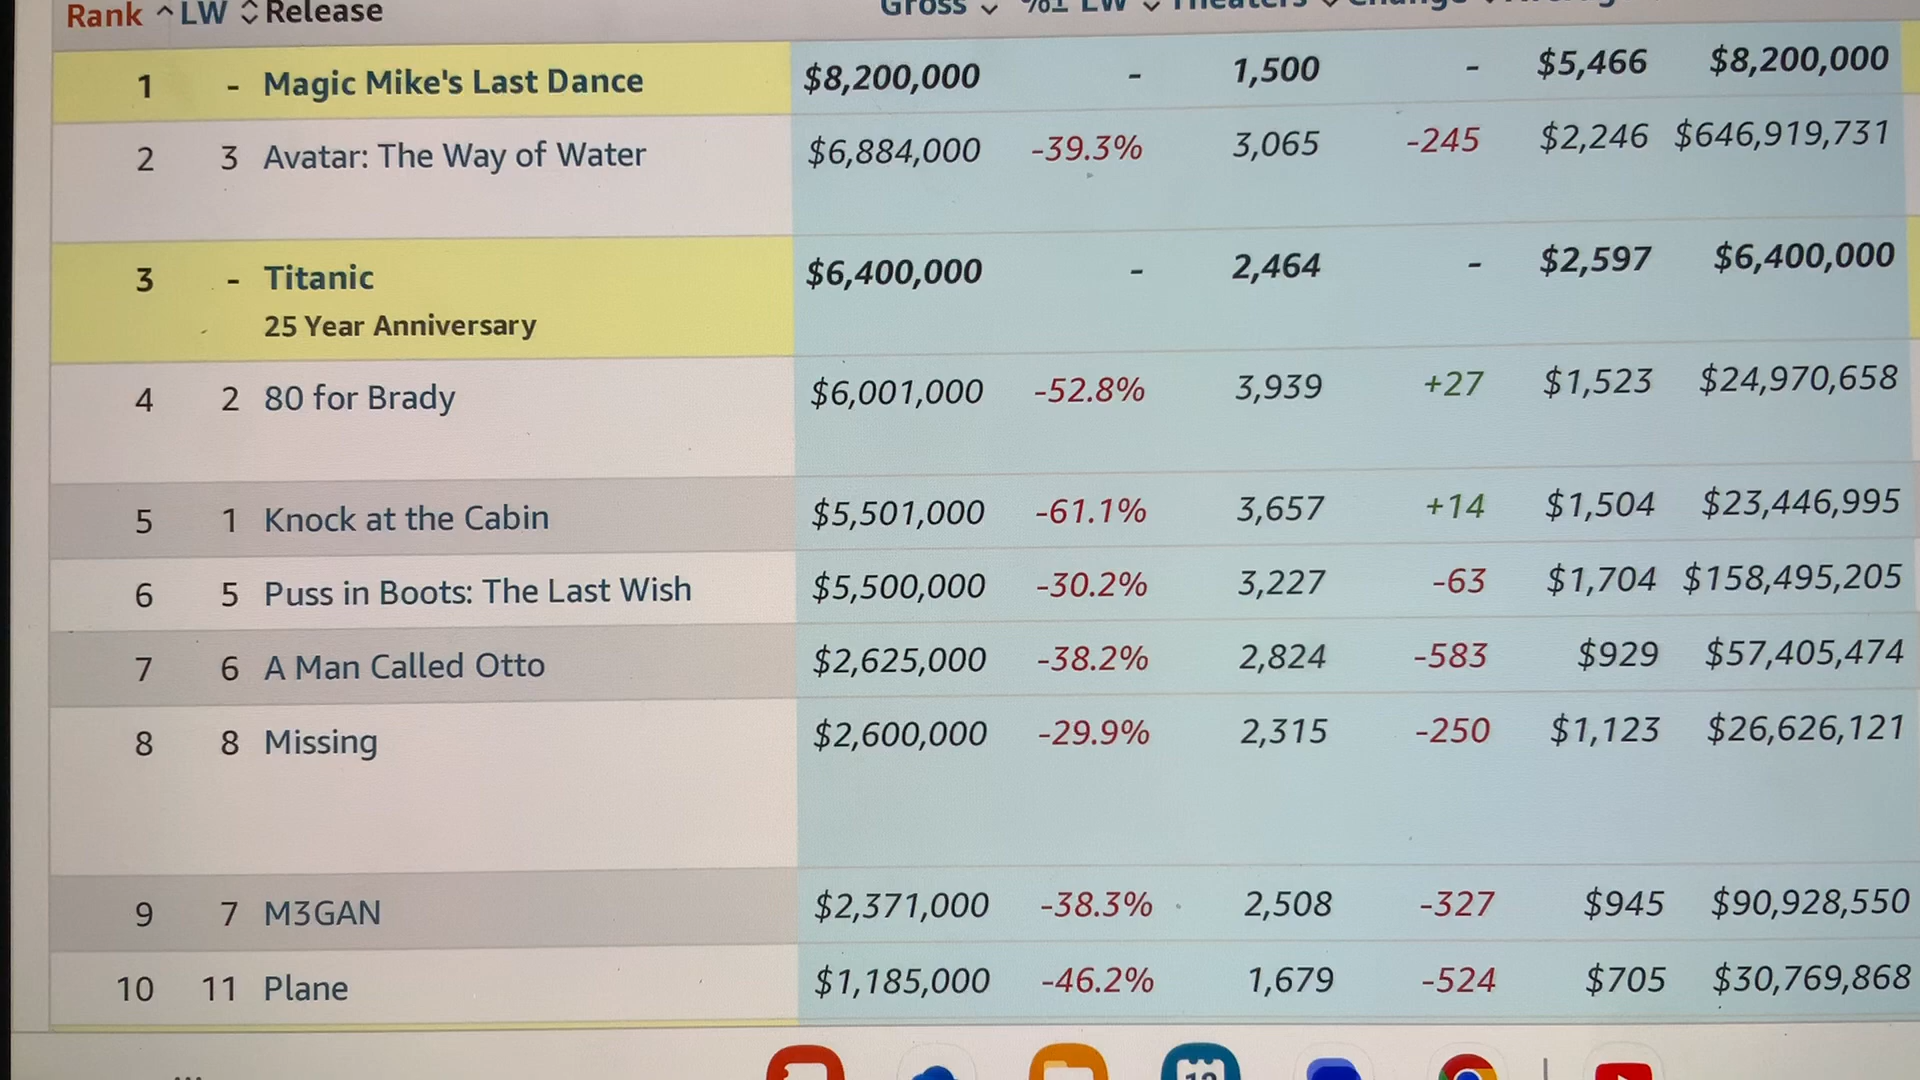 Rank LW Release Gross %± LW Theaters Change
1 - Magic Mike's Last Dance $8,200,000 - 1,500 - $5,466 $8,200,000
2 3 Avatar: The Way of Water $6,884,000 -39.3% 3,065 -245 $2,246 $646,919,731
3 - Titanic $6,400,000 - 2,464 - $2,597 $6,400,000
25 Year Anniversary
4 2 80 for Brady $6,001,000 -52.8% 3,939 +27 $1,523 $24,970,658
5 1 Knock at the Cabin $5,501,000 -61.1% 3,657 +14 $1,504 $23,446,995
6 5 Puss in Boots: The Last Wish $5,500,000 -30.2% 3,227 -63 $1,704 $158,495,205
7 6 A Man Called Otto $2,625,000 -38.2% 2,824 -583 $929 $57,405,474
8 8 Missing $2,600,000 -29.9% 2,315 -250 $1,123 $26,626,121
9 7 M3GAN $2,371,000 -38.3% 2,508 -327 $945 $90,928,550
10 11 Plane $1,185,000 -46.2% 1,679 -524 $705 $30,769,868